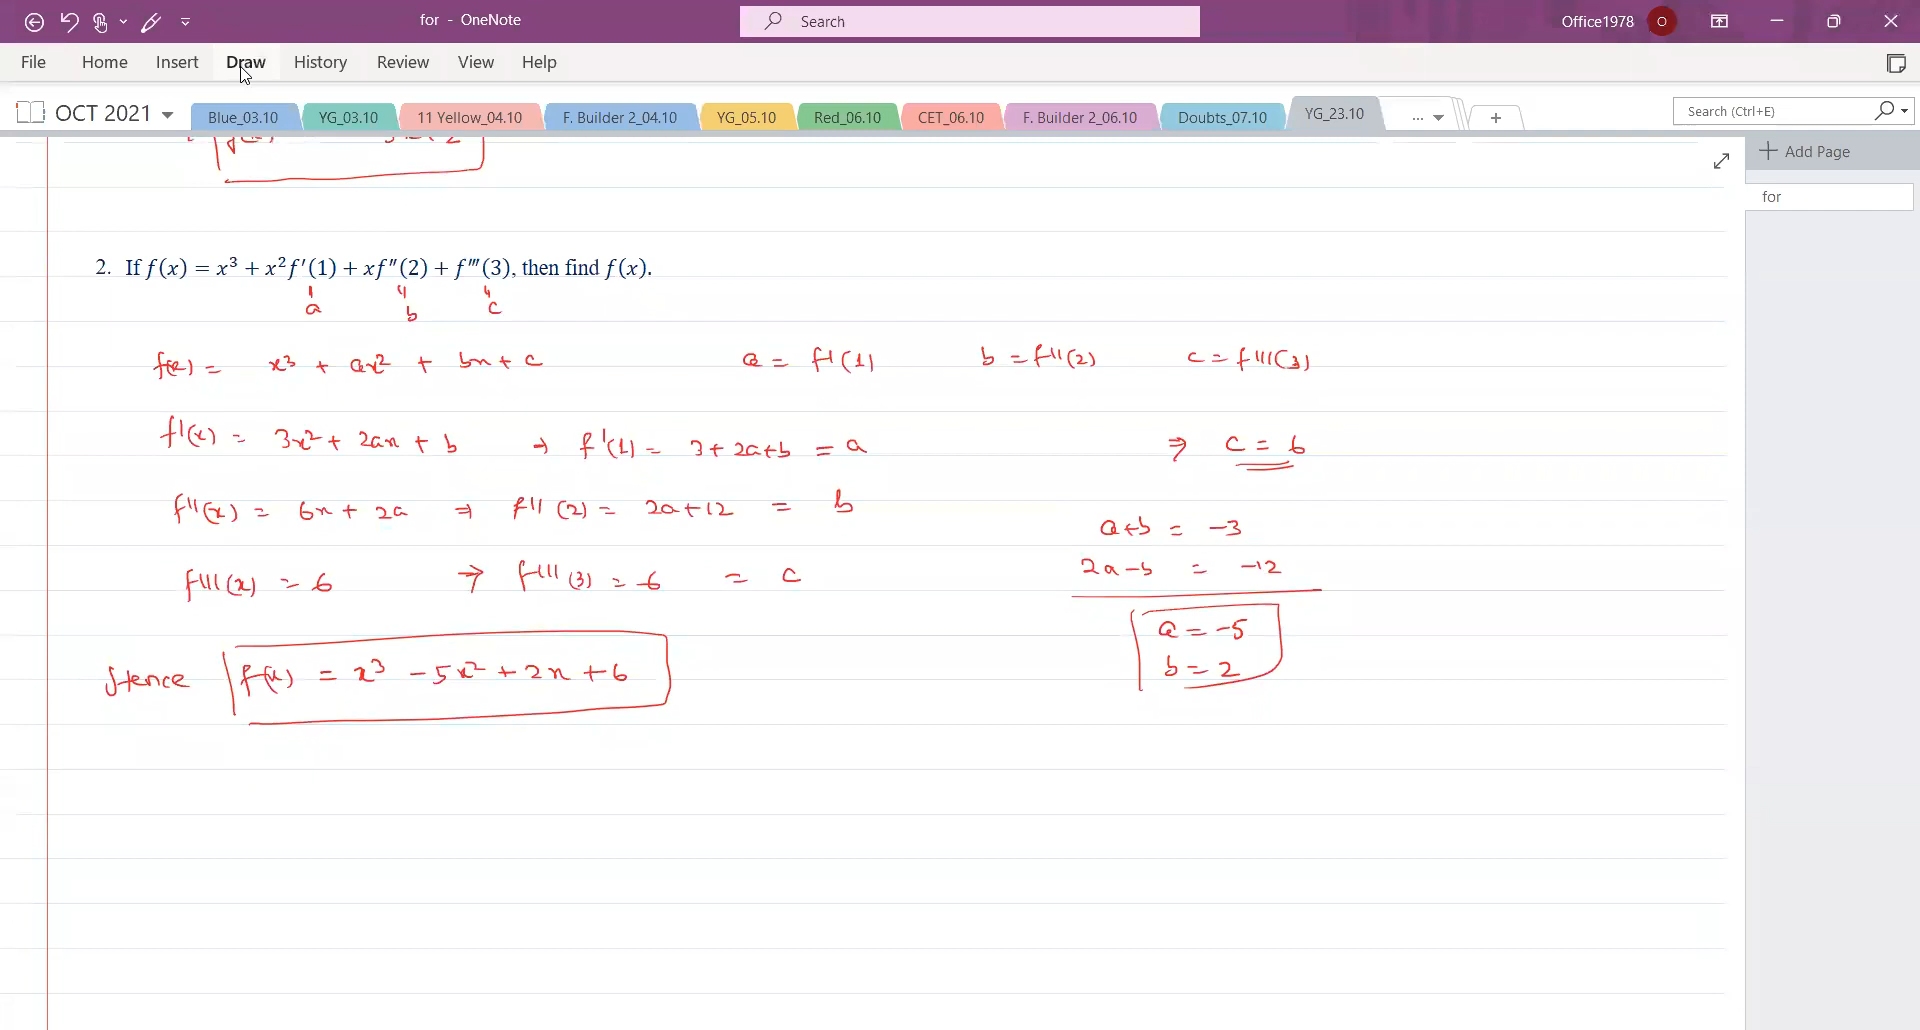 for - OneNote
Search
Office1978
O
File Home Insert Draw History Review View Help
OCT 2021
Blue_03.10 YG_03.10 11 Yellow_04.10 F. Builder 2_04.10 YG_05.10 Red_06.10 CET_06.10 F. Builder 2_06.10 Doubts_07.10 YG_23.10 ... +
Search (Ctrl+E)
+ Add Page
for
2. If f(x) = x³ + x²f′(1) + xf″(2) + f‴(3), then find f(x).
a b c
f(x) = x³ + ax² + bx + c a = f'(1) b = f''(2) c = f'''(3)
f'(x) = 3x² + 2ax + b ⇒ f'(1) = 3 + 2a + b = a ⇒ c = 6
f''(x) = 6x + 2a ⇒ f''(2) = 2a + 12 = b
a + b = -3
2a - b = -12
f'''(x) = 6 → f'''(3) = 6 = c
a = -5
b = 2
Hence f(x) = x³ - 5x² + 2x + 6